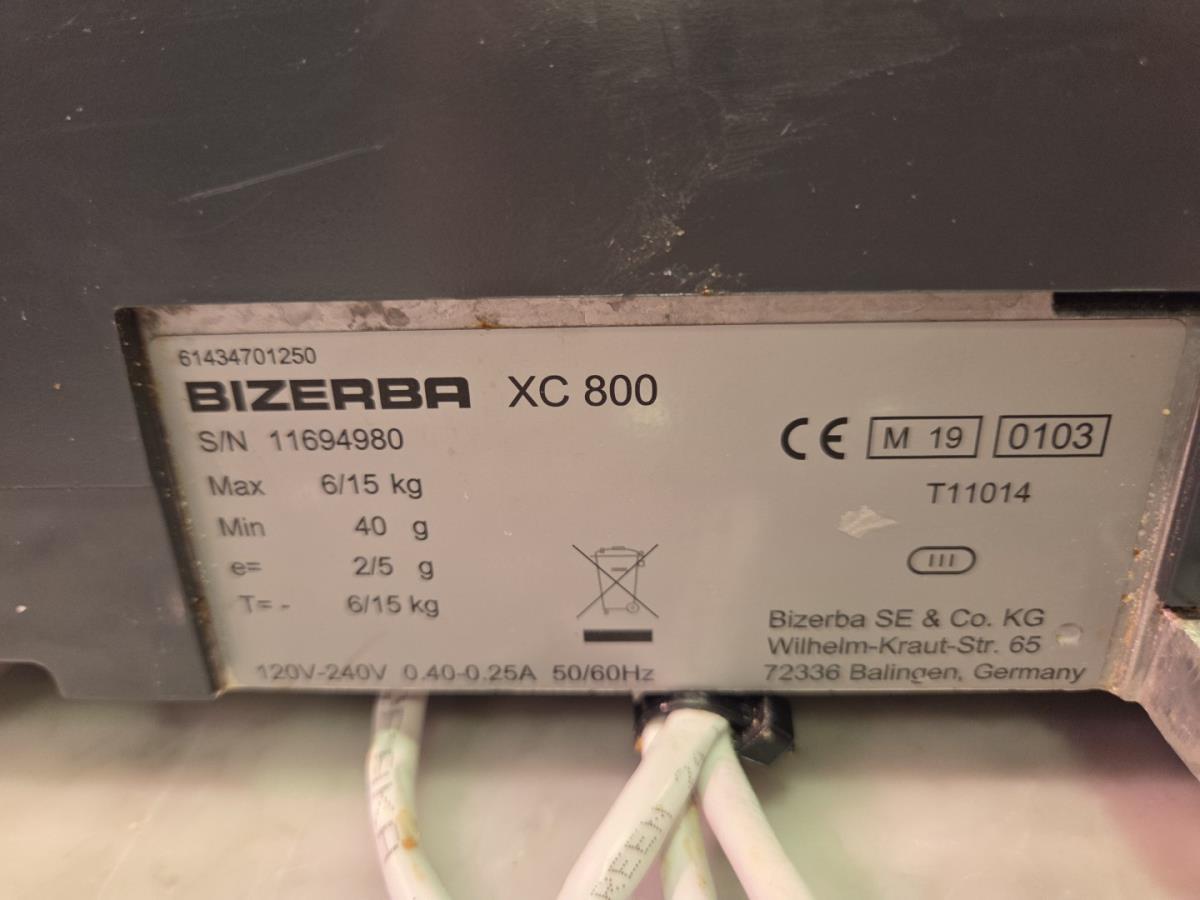 61434701250
BIZERBA XC 800
S/N 11694980
Max 6/15 kg
Min 40 g
e= 2/5 g
T= - 6/15 kg
120V-240V 0.40-0.25A 50/60Hz
CE M 19 0103
T11014
III
Bizerba SE & Co. KG
Wilhelm-Kraut-Str. 65
72336 Balingen, Germany